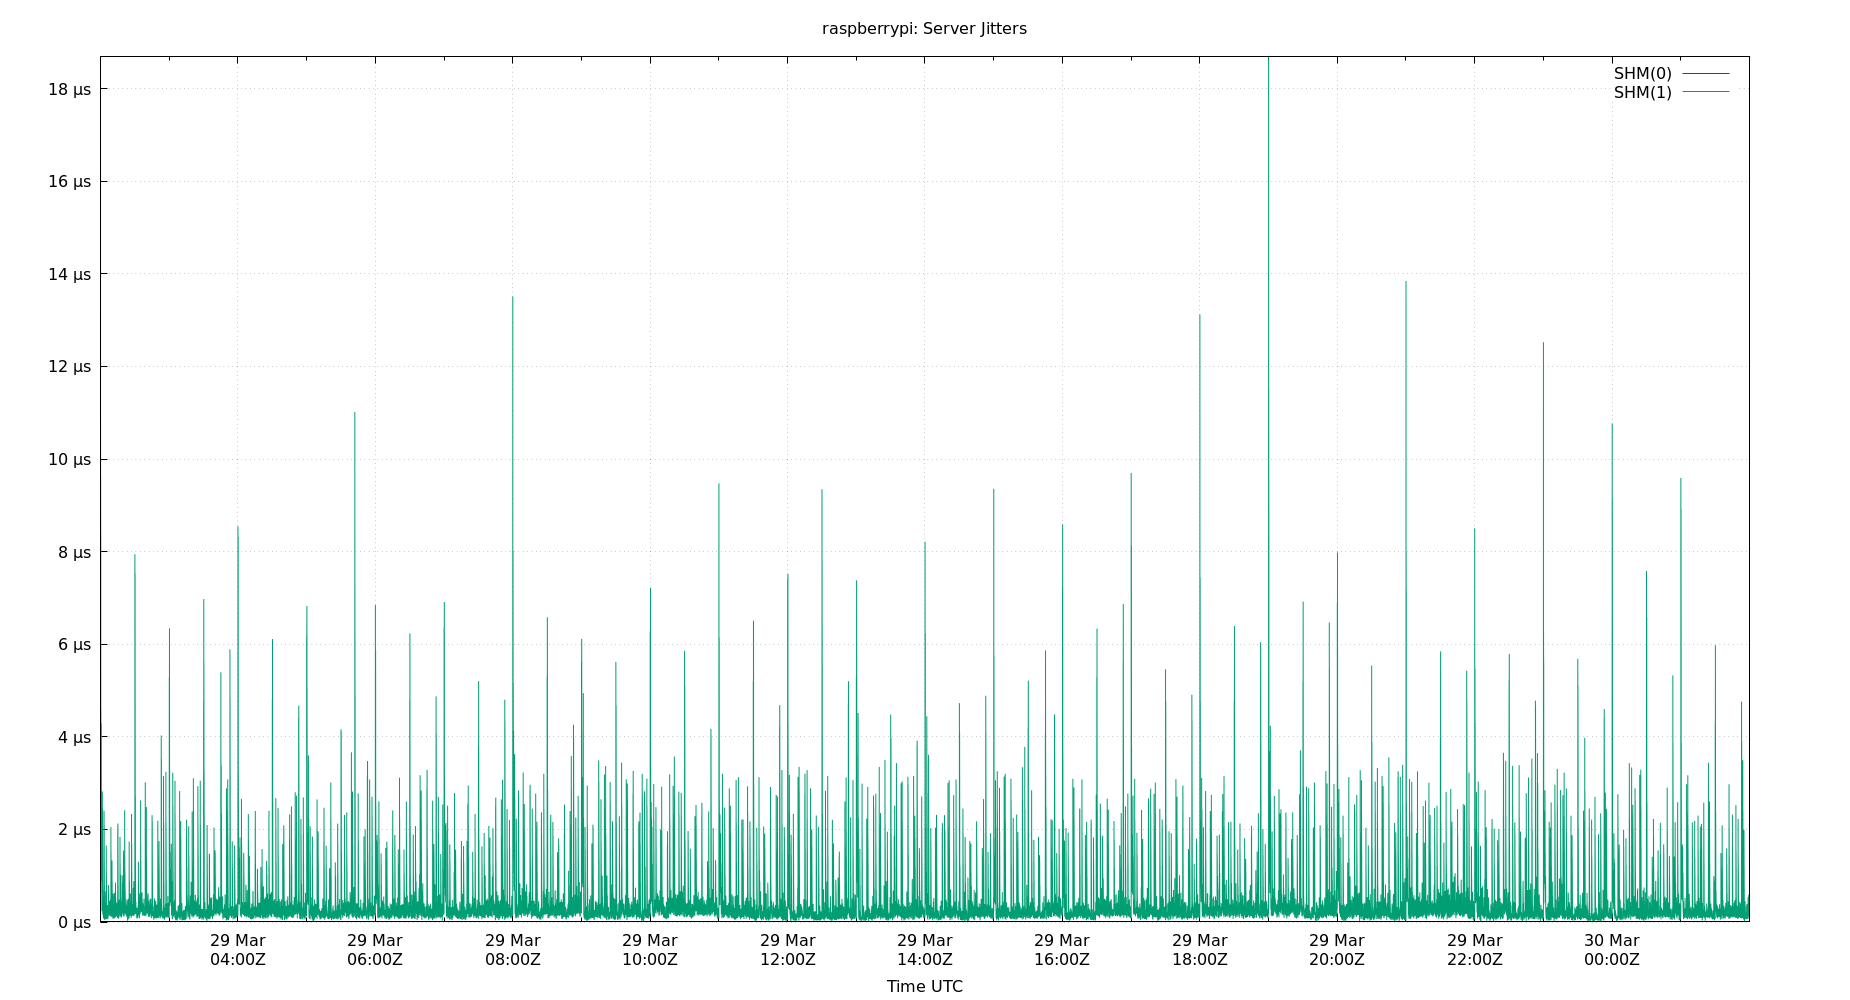 raspberrypi: Server Jitters
SHM(0)
SHM(1)
18 µs
16 µs
14 µs
12 µs
10 µs
8 µs
6 µs
4 µs
2 µs
0 µs
29 Mar 29 Mar 29 Mar 29 Mar 29 Mar 29 Mar 29 Mar 29 Mar 29 Mar 29 Mar 30 Mar
04:00Z 06:00Z 08:00Z 10:00Z 12:00Z 14:00Z 16:00Z 18:00Z 20:00Z 22:00Z 00:00Z
Time UTC